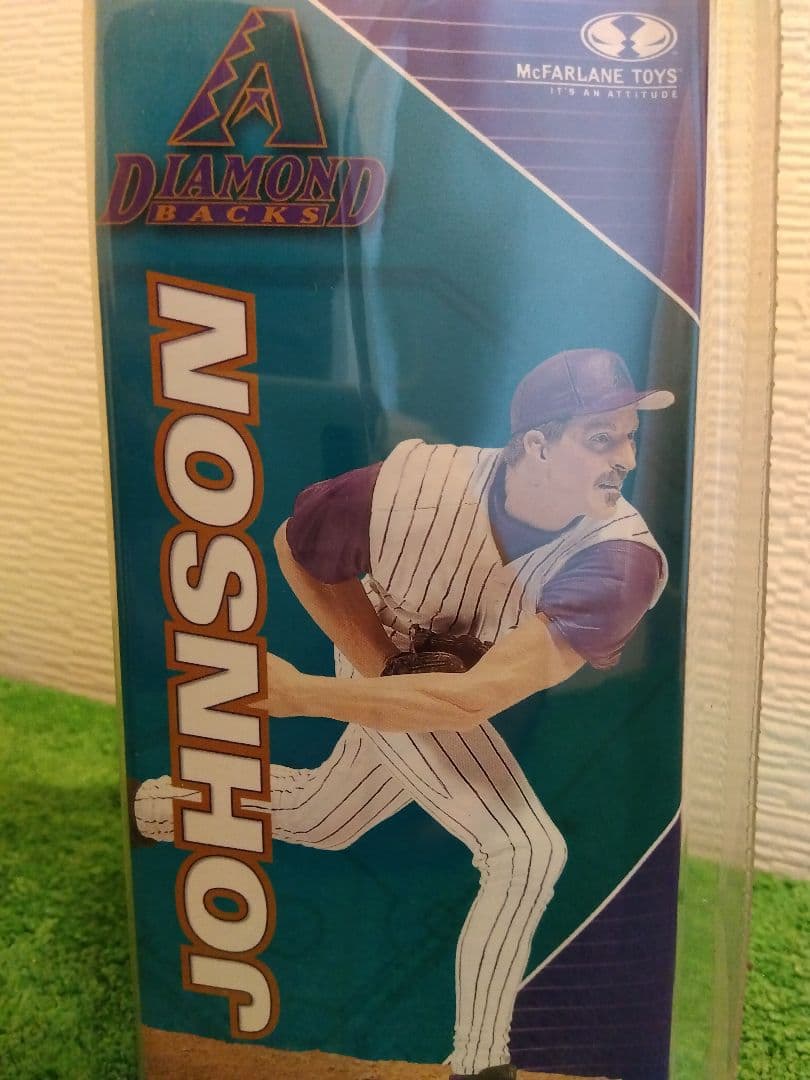 DIAMOND
BACKS
McFARLANE TOYS
IT'S AN ATTITUDE
JOHNSON